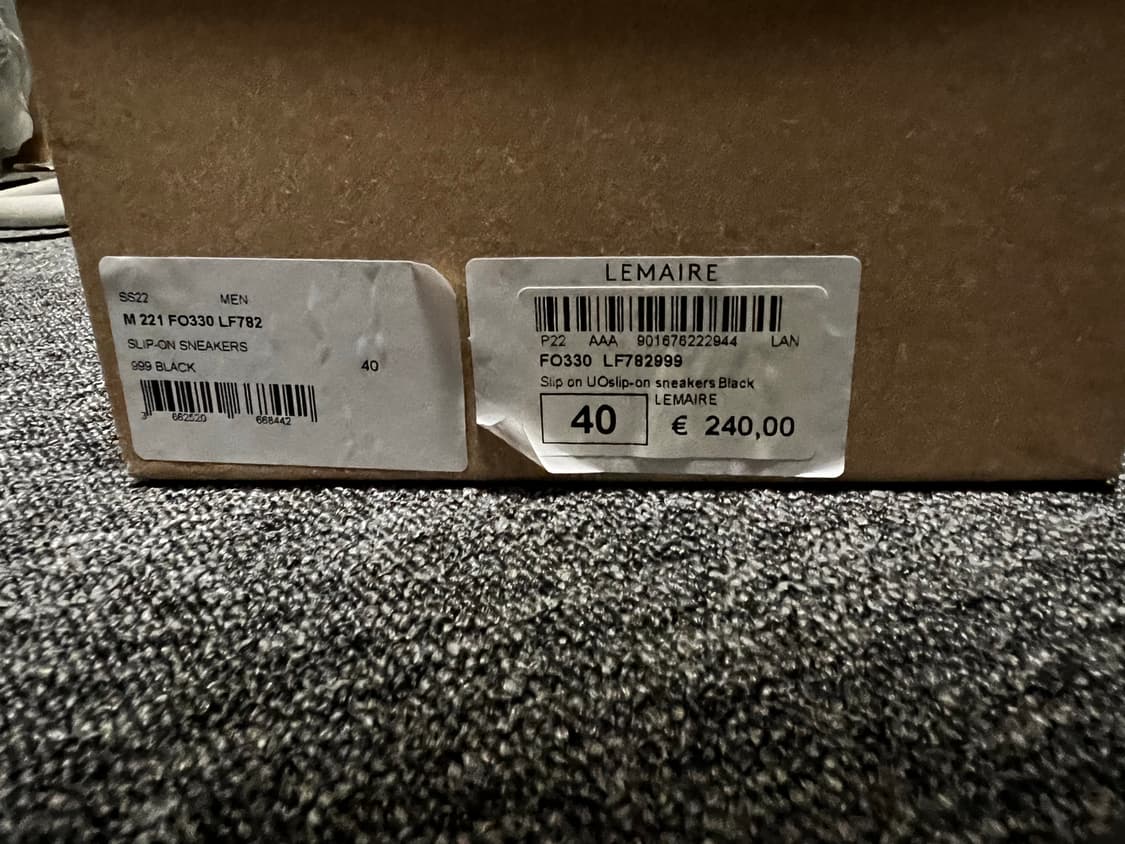 SS22 MEN
M 221 FO330 LF782
SLIP-ON SNEAKERS
999 BLACK 40
3 662520 668442
LEMAIRE
P22 AAA 901676222944 LAN
FO330 LF782999
Slip on UOslip-on sneakers Black
LEMAIRE
40 € 240,00